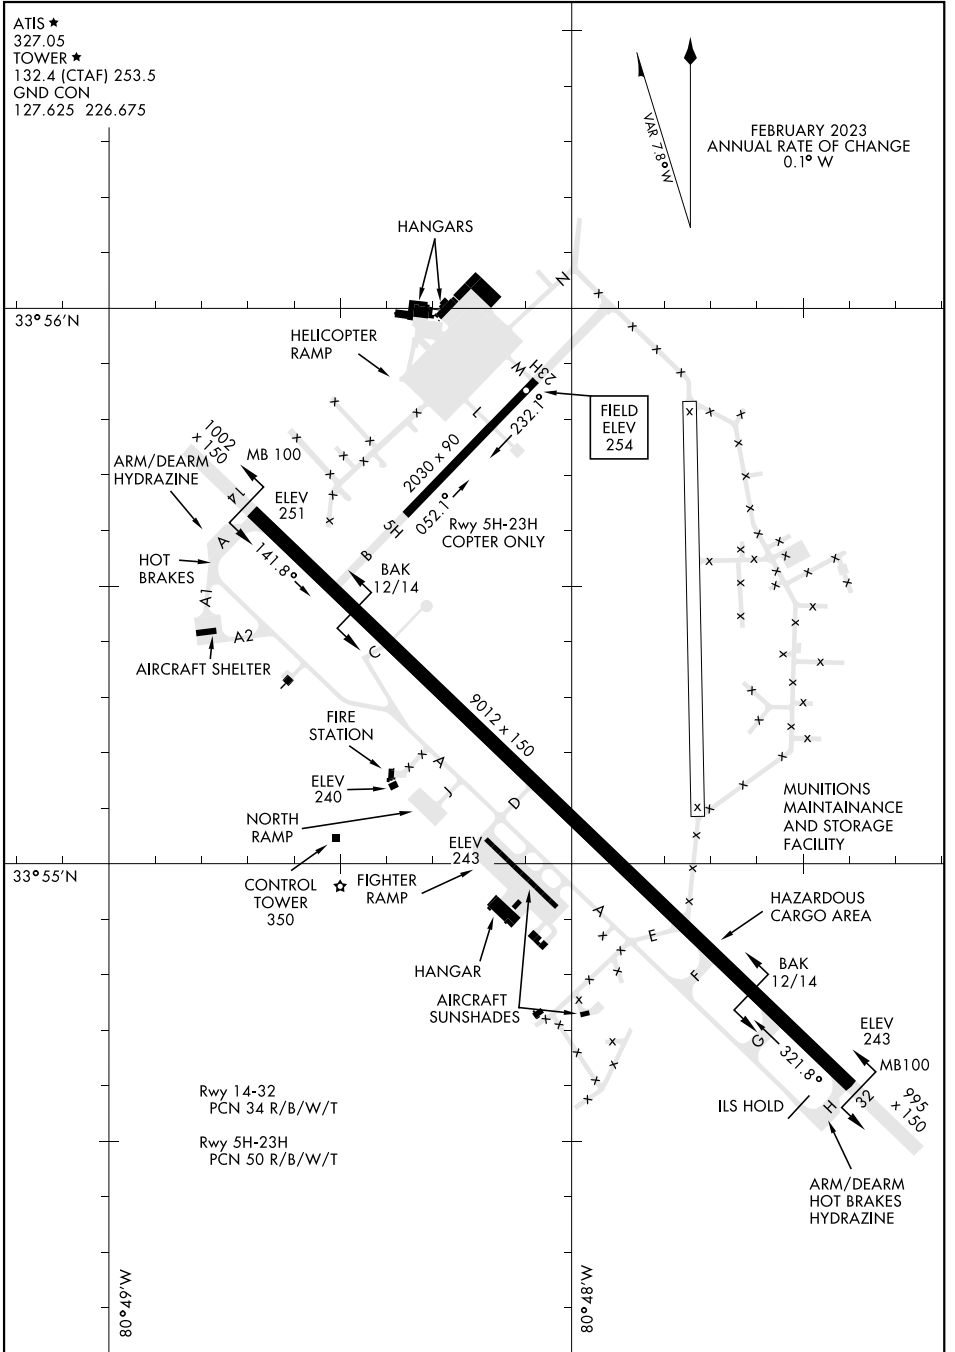 ATIS ★
327.05
TOWER ★
132.4 (CTAF) 253.5
GND CON
127.625 226.675
VAR 7.8° W
FEBRUARY 2023
ANNUAL RATE OF CHANGE
0.1° W
HANGARS
N
33° 56'N
HELICOPTER
RAMP
W
23H
FIELD
ELEV
254
232.1°
L
2030 x 90
052.1°
5H
Rwy 5H-23H
COPTER ONLY
1002
x 150
MB 100
ARM/DEARM
HYDRAZINE
14
ELEV
251
A
141.8°
B
HOT
BRAKES
BAK
12/14
A1
A2
C
AIRCRAFT SHELTER
9012 x 150
FIRE
STATION
A
ELEV
240
J
D
NORTH
RAMP
MUNITIONS
MAINTAINANCE
AND STORAGE
FACILITY
ELEV
243
33° 55'N
CONTROL
TOWER
350
FIGHTER
RAMP
HAZARDOUS
CARGO AREA
A
E
F
HANGAR
BAK
12/14
AIRCRAFT
SUNSHADES
G
321.8°
ELEV
243
MB100
Rwy 14-32
PCN 34 R/B/W/T
ILS HOLD
H
32
995
x 150
Rwy 5H-23H
PCN 50 R/B/W/T
ARM/DEARM
HOT BRAKES
HYDRAZINE
80° 49'W
80° 48'W